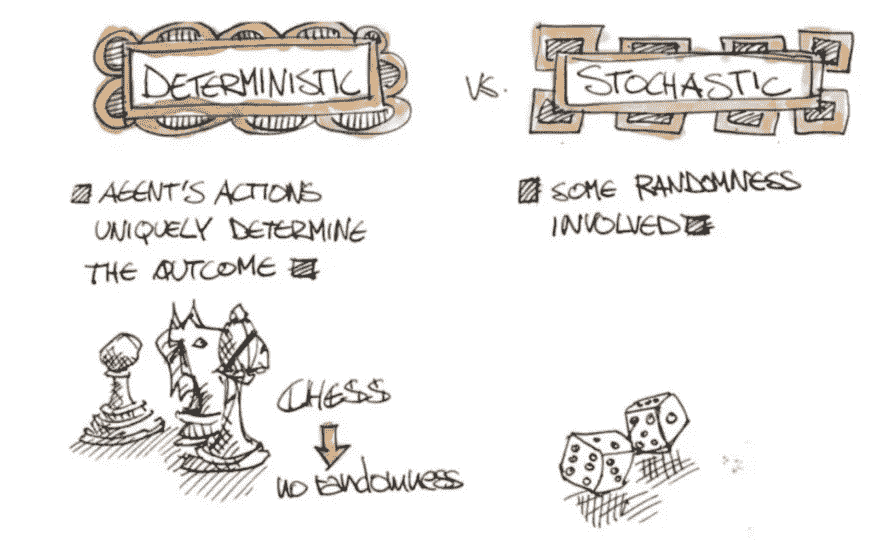 DETERMINISTIC
VS.
STOCHASTIC
AGENT'S ACTIONS
UNIQUELY DETERMINE
THE OUTCOME
SOME RANDOMNESS
INVOLVED
CHESS
no randomness